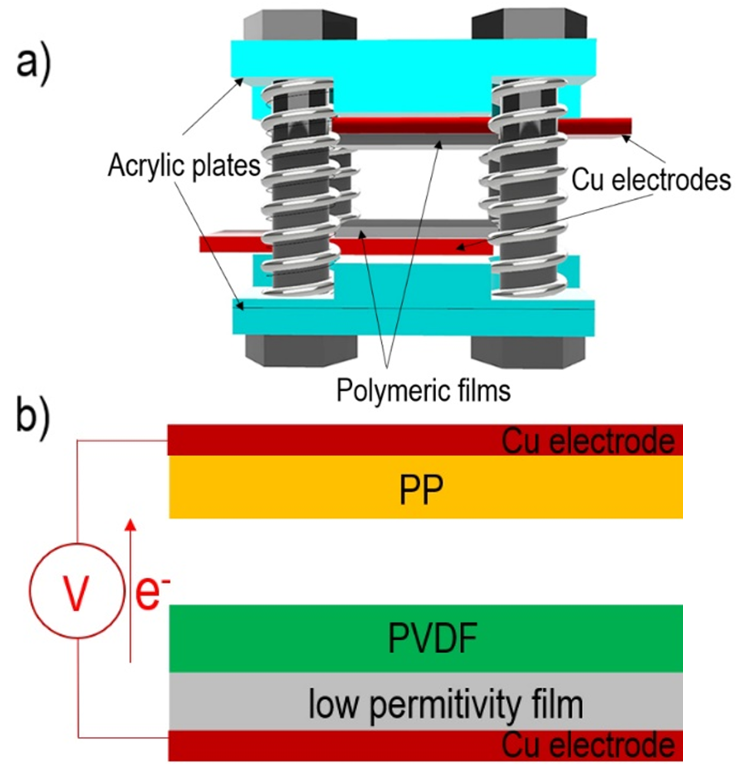 a)
Acrylic plates
Cu electrodes
Polymeric films
b)
Cu electrode
PP
V
e-
PVDF
low permitivity film
Cu electrode